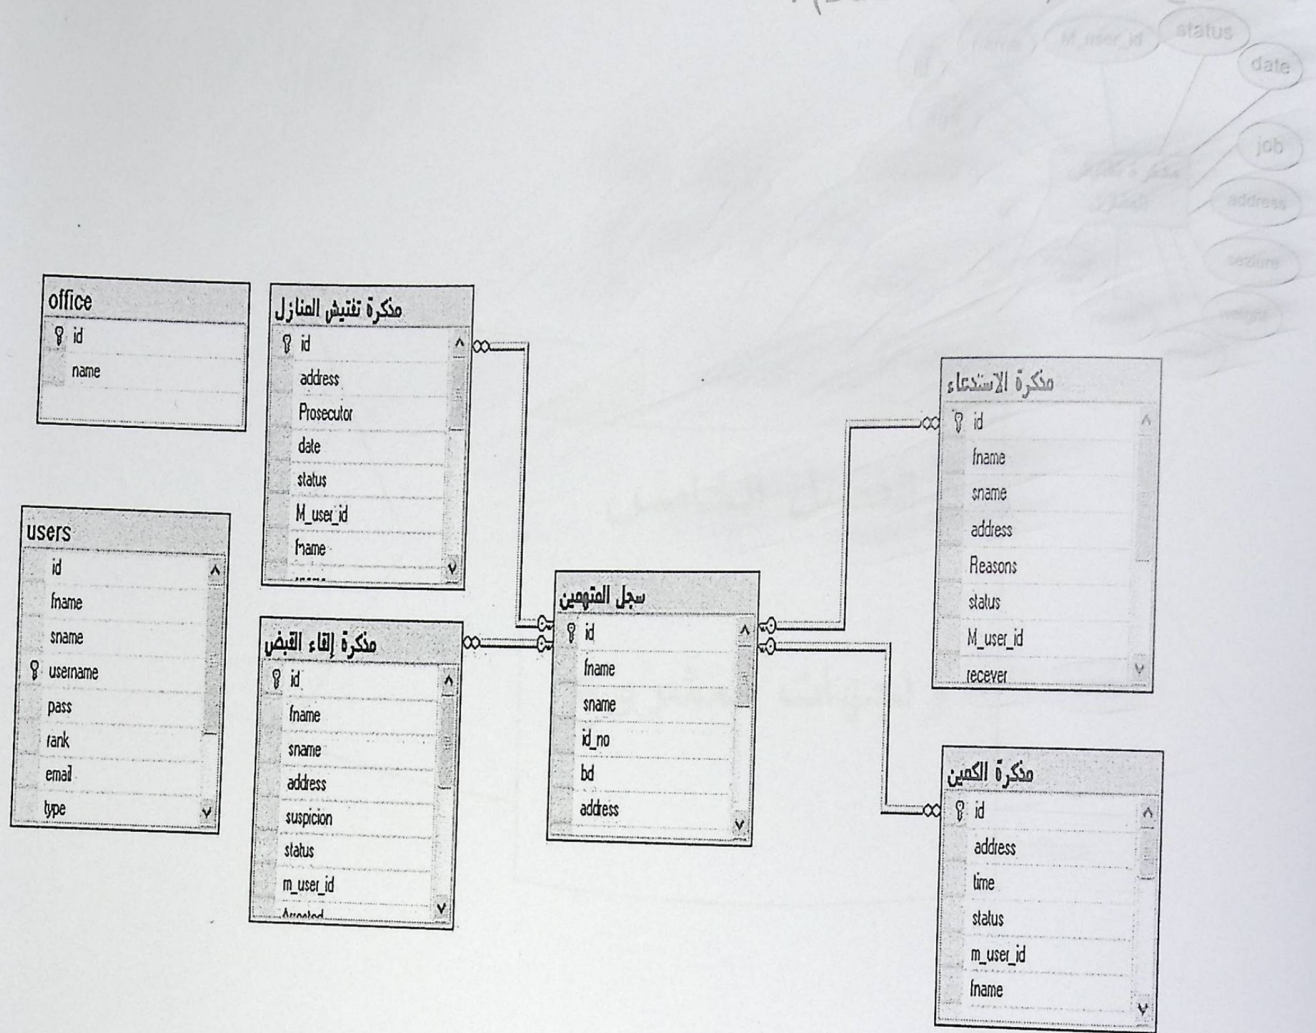 M_user_id
status
date
job
address
office
id
name
users
id
fname
sname
username
pass
rank
email
type
مذكرة تفتيش المنازل
id
address
Prosecutor
date
status
M_user_id
fname
مذكرة إلقاء القبض
id
fname
sname
address
suspicion
status
m_user_id
Arrested
سجل المتهمين
id
fname
sname
id_no
bd
address
مذكرة الاستدعاء
id
fname
sname
address
Reasons
status
M_user_id
recever
مذكرة الكمين
id
address
time
status
m_user_id
fname